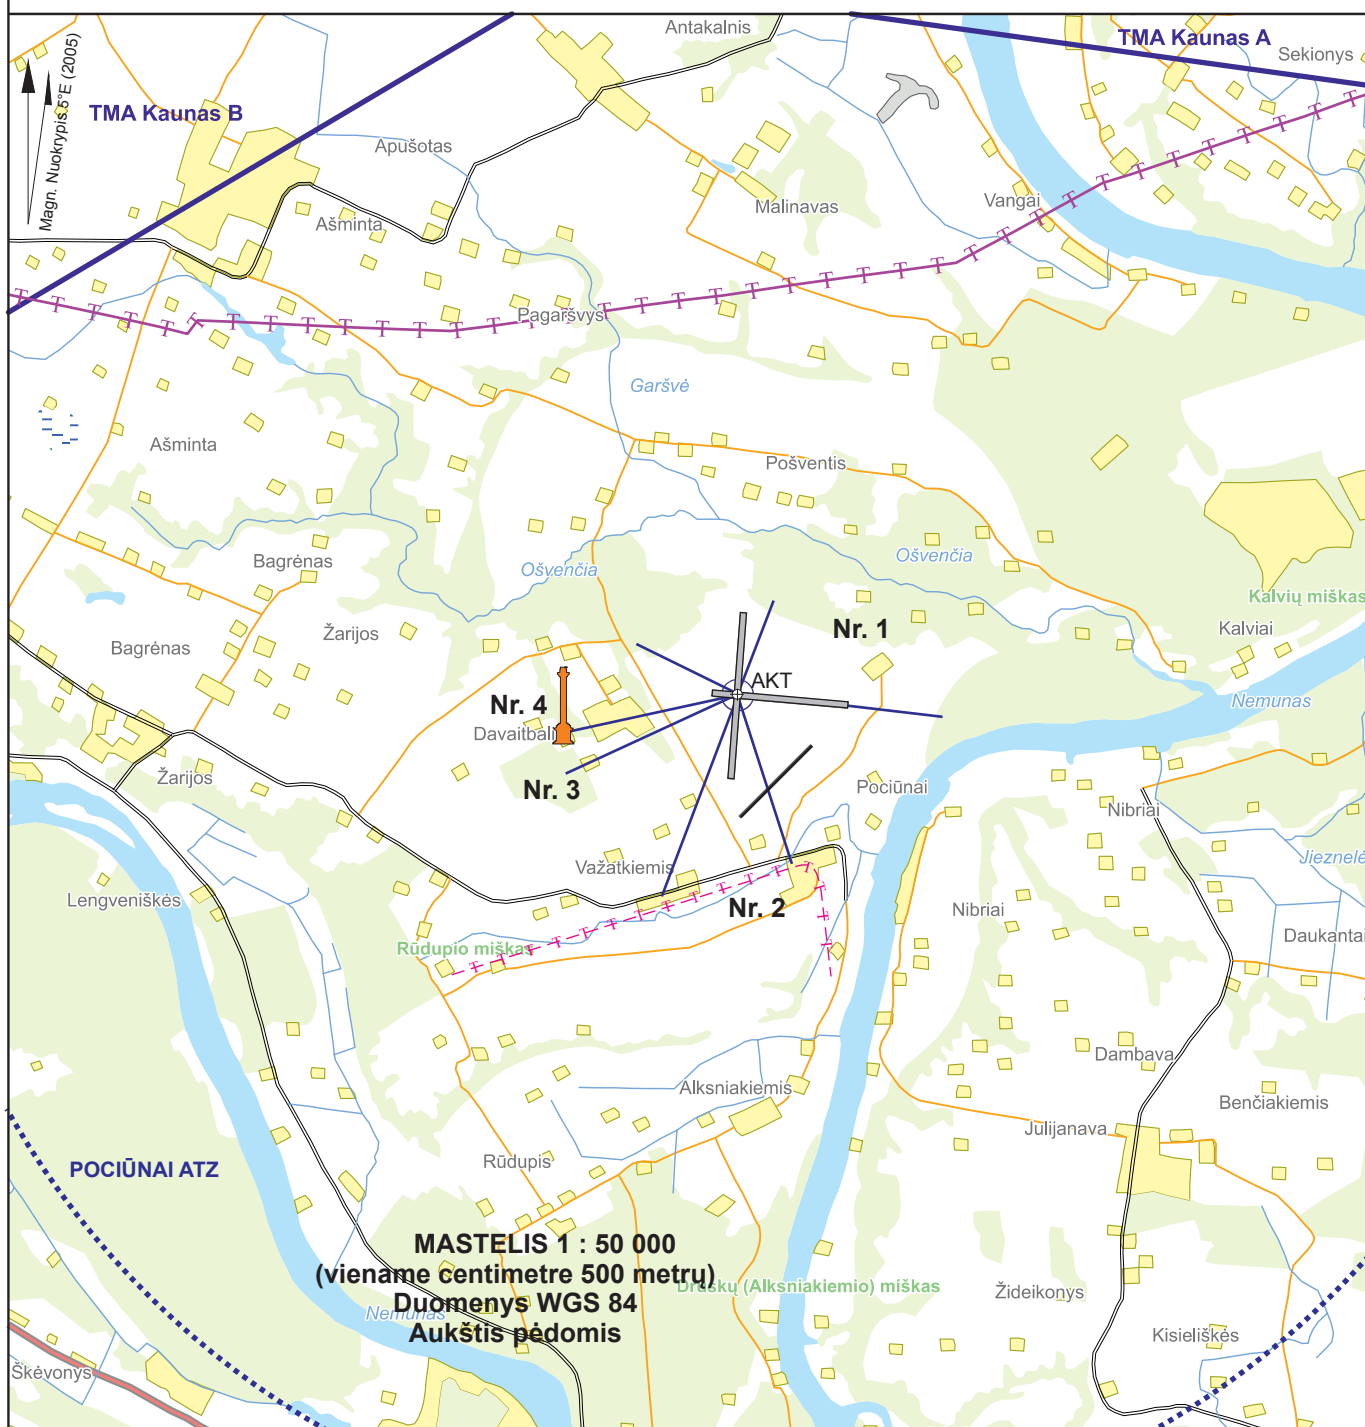 Antakalnis
TMA Kaunas A
Sekionys
TMA Kaunas B
Magn. Nuokrypis.5°E (2005)
Apušotas
Ašminta
Malinavas
Vangai
Pagaršvys
Garšvė
Ašminta
Pošventis
Bagrėnas
Ošvenčia
Ošvenčia
Kalvių miškas
Žarijos
Nr. 1
Kalviai
Bagrėnas
AKT
Nemunas
Nr. 4
Davaitbali
Žarijos
Nr. 3
Pociūnai
Nibriai
Važatkiemis
Jieznelė
Lengveniškės
Nr. 2
Nibriai
Daukantai
Rūdupio miškas
Dambava
Alksniakiemis
Benčiakiemis
Julijanava
POCIŪNAI ATZ
Rūdupis
MASTELIS 1 : 50 000
(viename centimetre 500 metrų)
Druskų (Alksniakiemio) miškas
Žideikonys
Duomenys WGS 84
Nemunas
Aukštis pėdomis
Kisieliškės
Škėvonys
T T T T T T T T T T T T T T T T T T T T T T T T T T T T T T T T T T T T
T T T T T T T T T T T T T T T T